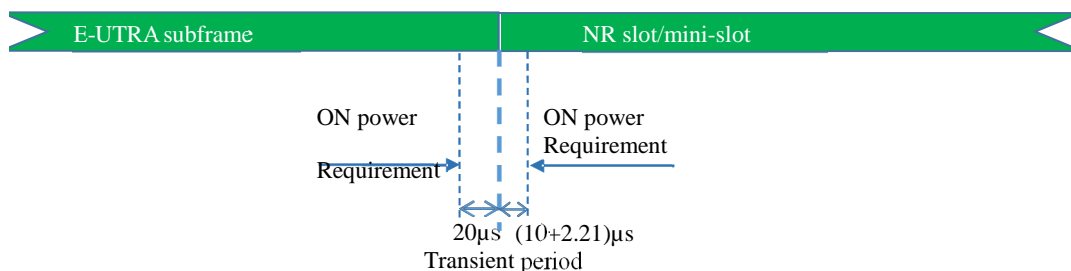 E-UTRA subframe
NR slot/mini-slot
ON power
Requirement
ON power
Requirement
20µs
(10+2.21)µs
Transient period